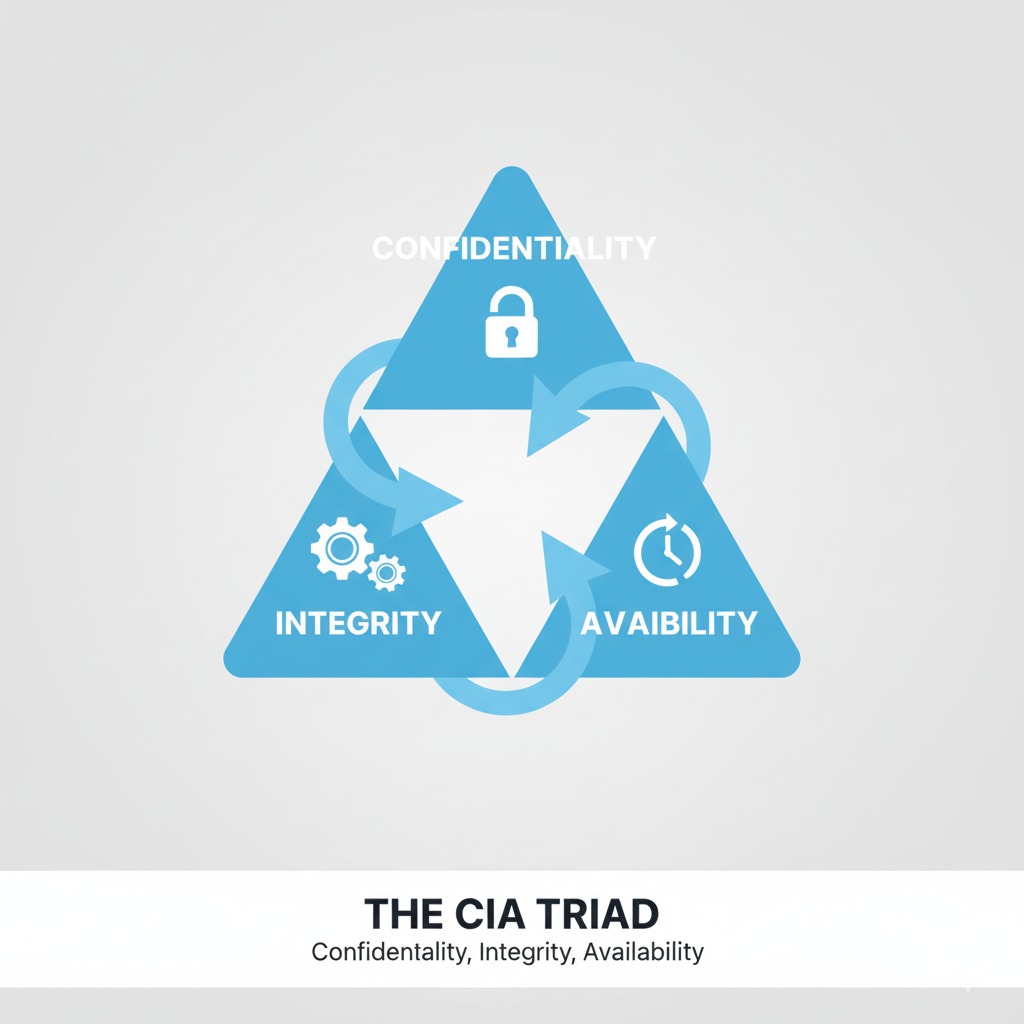 CONFIDENTIALITY
INTEGRITY
AVAIBILITY
THE CIA TRIAD
Confidentality, Integrity, Availability